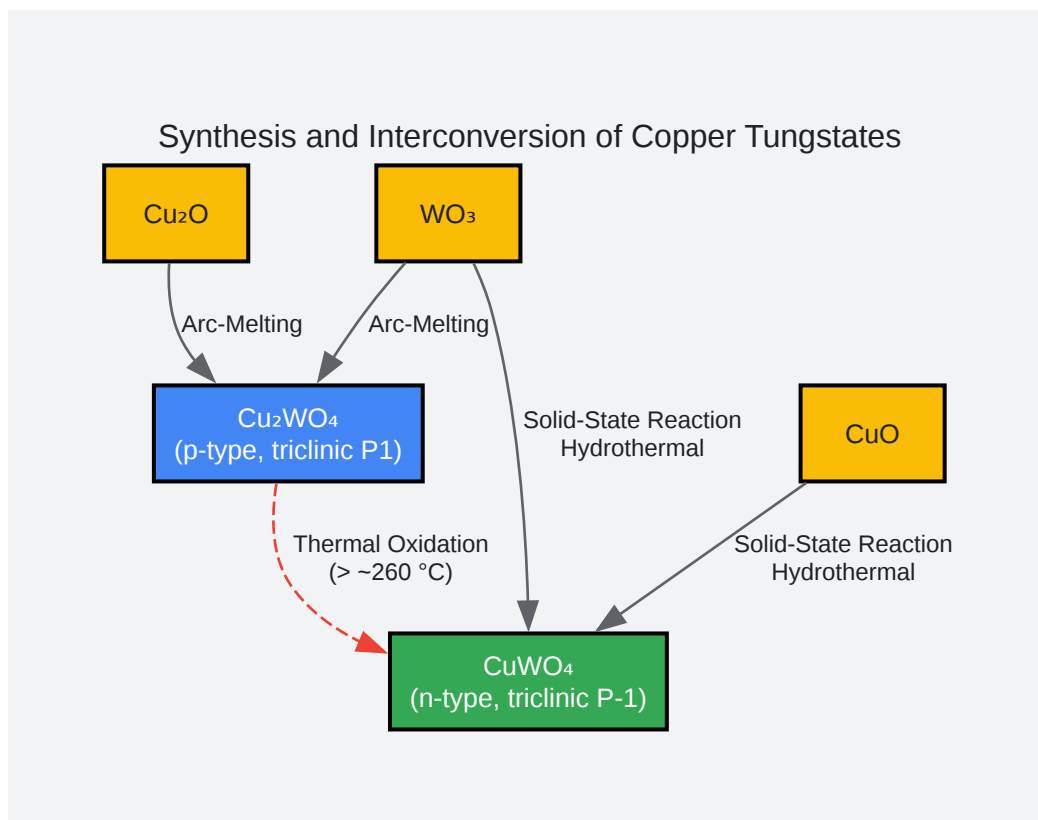 Synthesis and Interconversion of Copper Tungstates
Cu₂O
WO₃
Arc-Melting
Arc-Melting
Cu₂WO₄
(p-type, triclinic P1)
Solid-State Reaction
Hydrothermal
CuO
Thermal Oxidation
(> ~260 °C)
Solid-State Reaction
Hydrothermal
CuWO₄
(n-type, triclinic P-1)